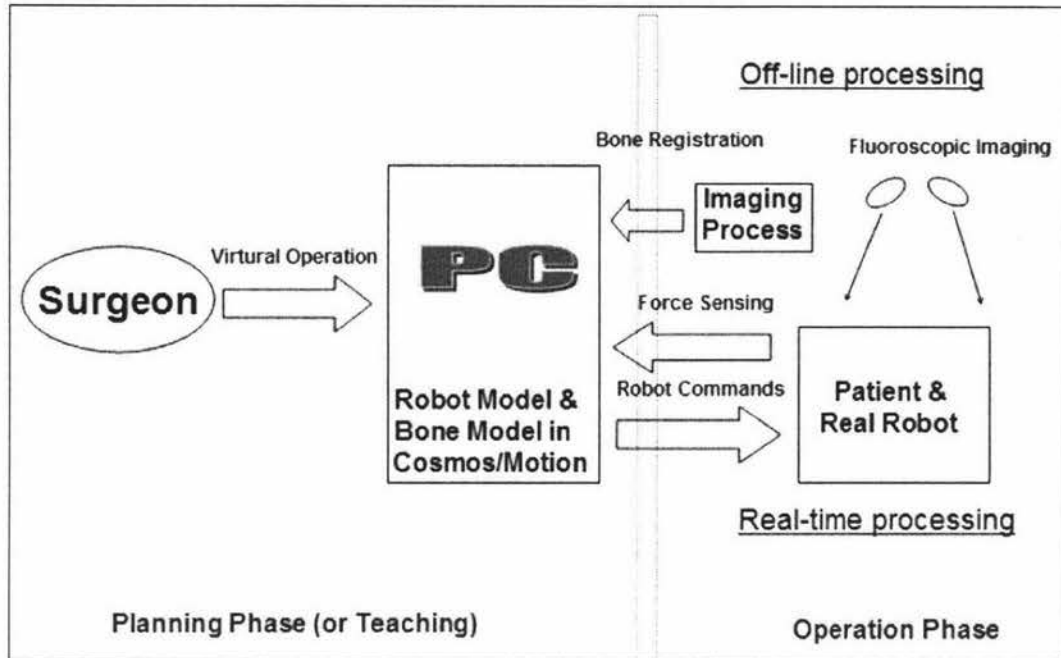 Off-line processing
Bone Registration
Fluoroscopic Imaging
Imaging
Process
Virtural Operation
Surgeon
PC
Force Sensing
Robot Commands
Robot Model &
Bone Model in
Cosmos/Motion
Patient &
Real Robot
Real-time processing
Planning Phase (or Teaching)
Operation Phase